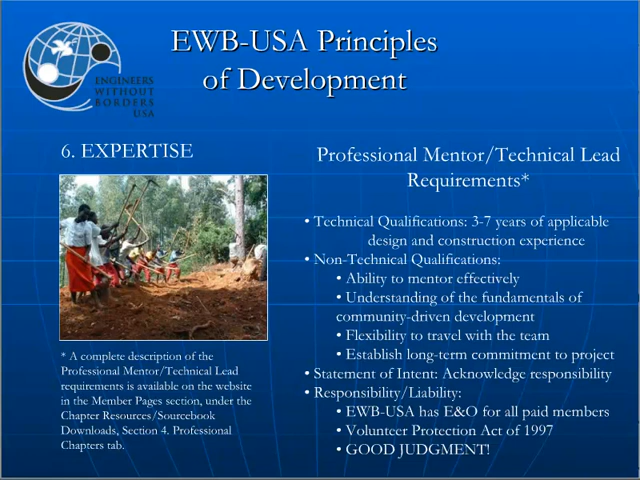 EWB-USA Principles
of Development
ENGINEERS
WITHOUT
BORDERS
USA
6. EXPERTISE
* A complete description of the
Professional Mentor/Technical Lead
requirements is available on the website
in the Member Pages section, under the
Chapter Resources/Sourcebook
Downloads, Section 4. Professional
Chapters tab.
Professional Mentor/Technical Lead
Requirements*
• Technical Qualifications: 3-7 years of applicable
design and construction experience
• Non-Technical Qualifications:
• Ability to mentor effectively
• Understanding of the fundamentals of
community-driven development
• Flexibility to travel with the team
• Establish long-term commitment to project
• Statement of Intent: Acknowledge responsibility
• Responsibility/Liability:
• EWB-USA has E&O for all paid members
• Volunteer Protection Act of 1997
• GOOD JUDGMENT!